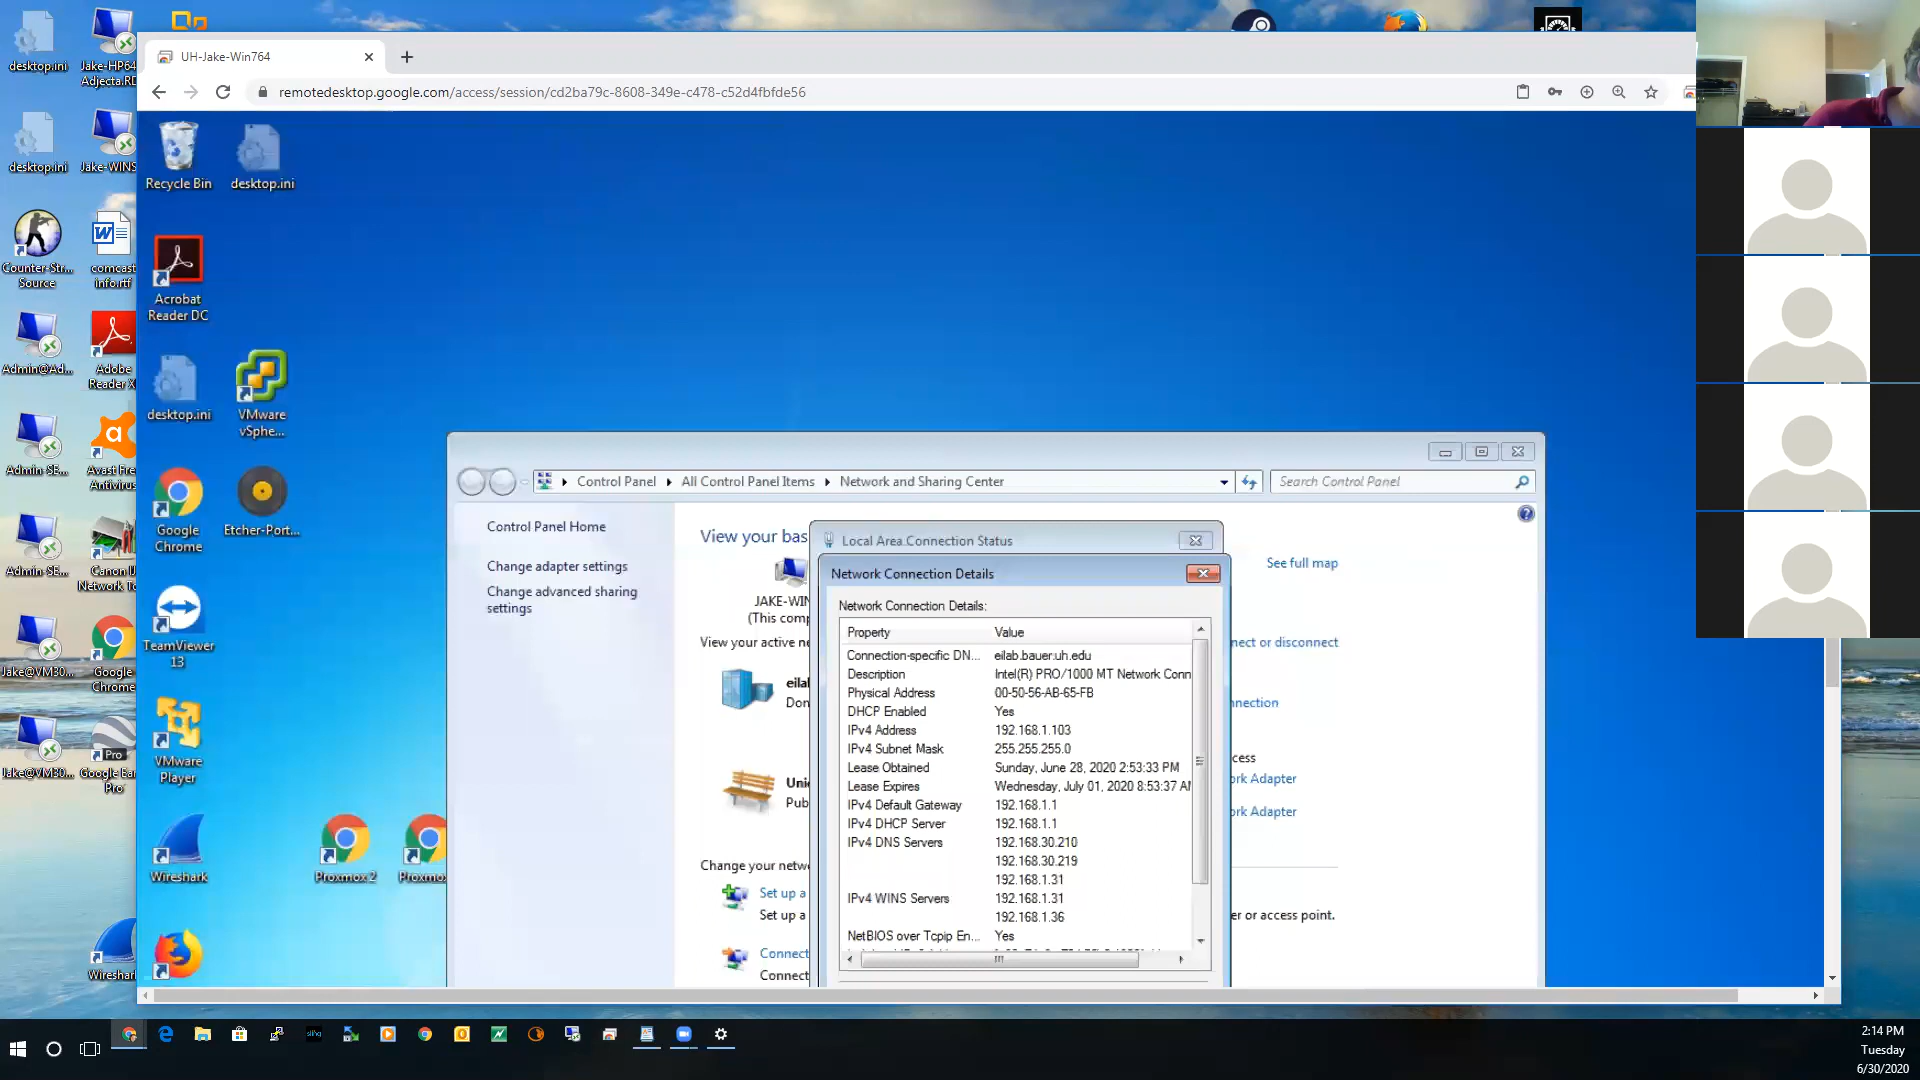 desktop.ini
Jake-HP64
Adjecta.RD
UH-Jake-Win764
remotedesktop.google.com/access/session/cd2ba79c-8608-349e-c478-c52d4fbfde56
desktop.ini
Jake-WINS
Recycle Bin
desktop.ini
Counter-Str...
Source
comcast
info.rtf
Acrobat
Reader DC
Admin@Ad...
Adobe
Reader X
desktop.ini
VMware
vSphe...
Admin-SE...
Avast Fre
Antivirus
Google
Chrome
Etcher-Port...
Admin-SE...
Canon U
Network To
TeamViewer
13
Jake@VM30...
Google
Chrome
VMware
Player
Jake@VM30...
Google Ear
Pro
Wireshark
Proxmox 2
Proxmox
Wireshark
Control Panel
All Control Panel Items
Network and Sharing Center
Search Control Panel
Control Panel Home
Change adapter settings
Change advanced sharing
settings
View your bas
See full map
JAKE-WIN
(This comp
View your active ne
nect or disconnect
eilab
Don
nnection
cess
ork Adapter
Unid
Pub
ork Adapter
Change your netwo
Set up a
Set up a
er or access point.
Connect
Connect
Local Area Connection Status
Network Connection Details
Network Connection Details:
Property Value
Connection-specific DN... eilab.bauer.uh.edu
Description Intel(R) PRO/1000 MT Network Conn
Physical Address 00-50-56-AB-65-FB
DHCP Enabled Yes
IPv4 Address 192.168.1.103
IPv4 Subnet Mask 255.255.255.0
Lease Obtained Sunday, June 28, 2020 2:53:33 PM
Lease Expires Wednesday, July 01, 2020 8:53:37 AM
IPv4 Default Gateway 192.168.1.1
IPv4 DHCP Server 192.168.1.1
IPv4 DNS Servers 192.168.30.210
192.168.30.219
192.168.1.31
IPv4 WINS Servers 192.168.1.31
192.168.1.36
NetBIOS over Tcpip En... Yes
sling
2:14 PM
Tuesday
6/30/2020